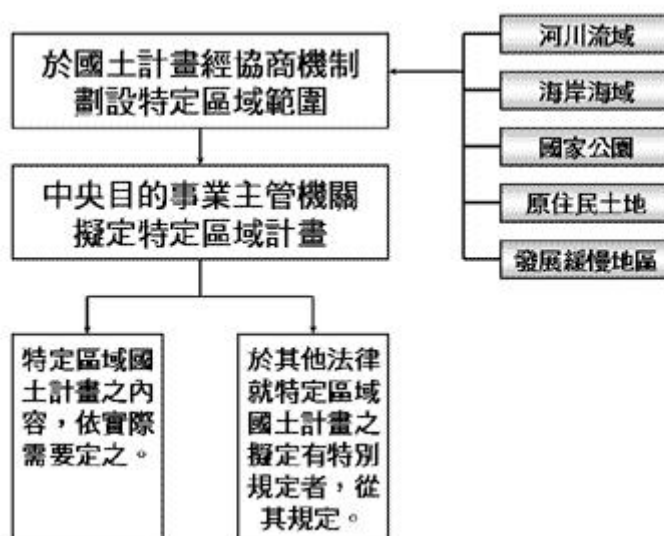 於國土計畫經協商機制
劃設特定區域範圍
中央目的事業主管機關
擬定特定區域計畫
特定區域國
土計畫之內
容，依實際
需要定之。
於其他法律
就特定區域
國土計畫之
擬定有特別
規定者，從
其規定。
河川流域
海岸海域
國家公園
原住民土地
發展緩慢地區